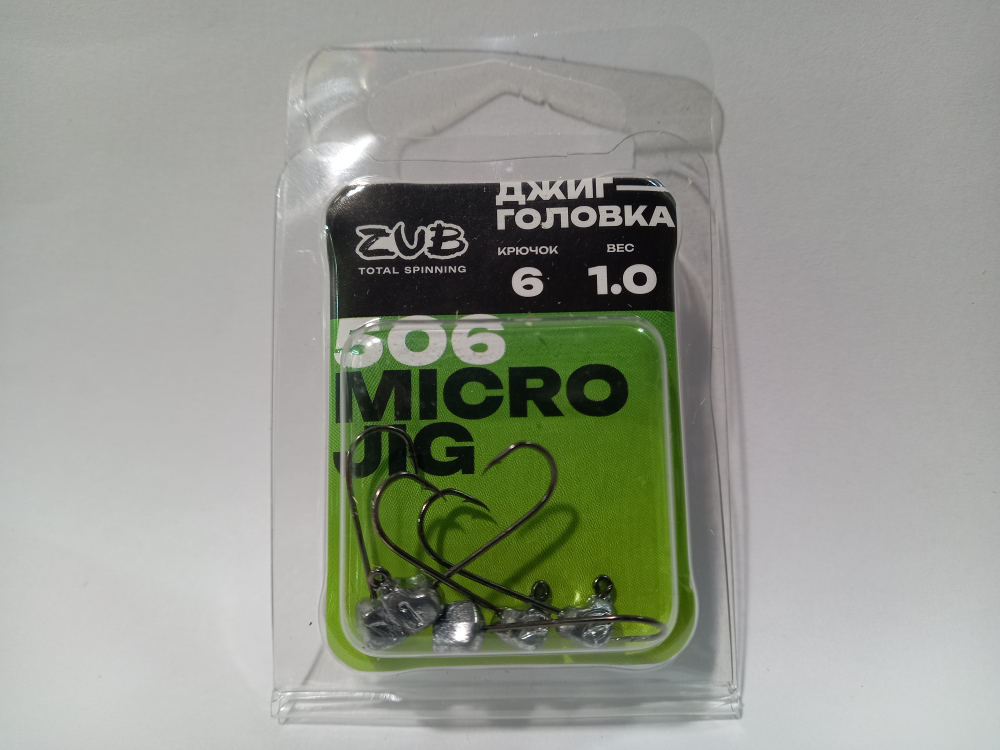 ДЖИГ—
ГОЛОВКА
ZUB
TOTAL SPINNING
КРЮЧОК
6
ВЕС
1.0
506
MICRO
JIG